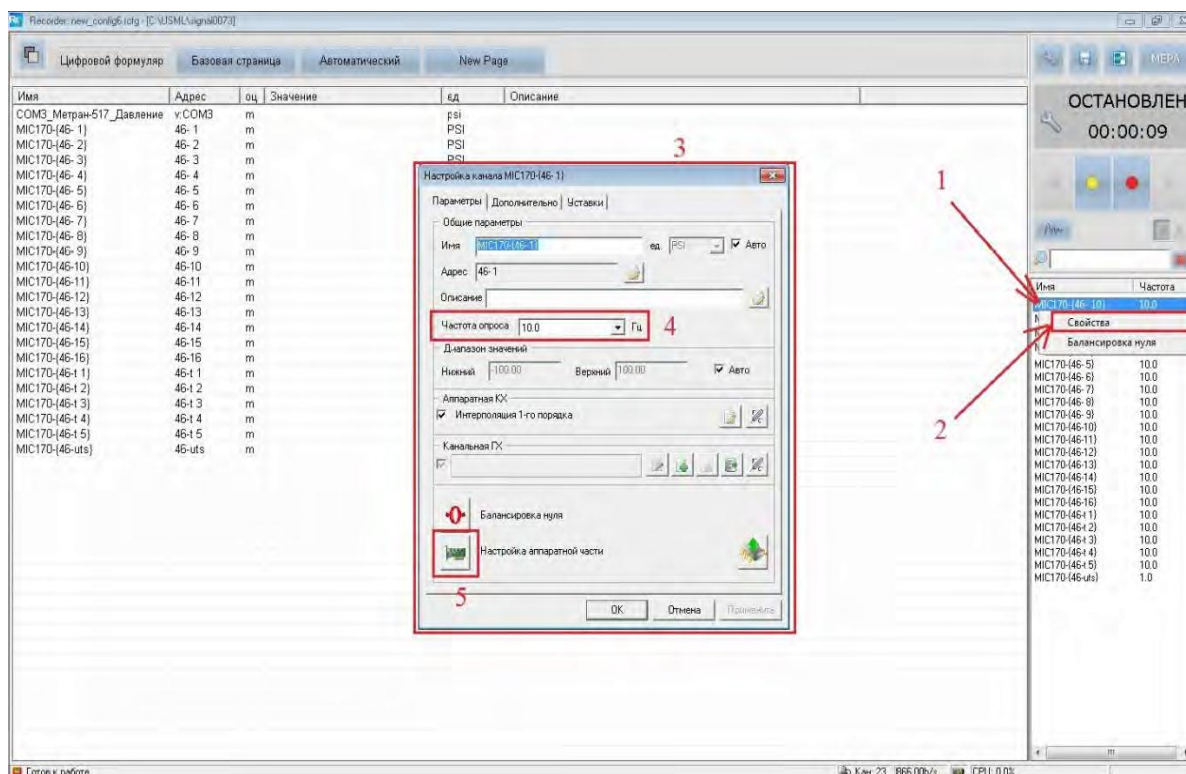 Recorder: new_config6.rcfg - [C:\USML\signal0073]
Цифровой формуляр Базовая страница Автоматический New Page
МЕРА
ОСТАНОВЛЕН
00:00:09
Имя Адрес оц Значение ед Описание
COM3_Метран-517_Давление v:COM3 m psi
MIC170-{46- 1} 46- 1 m PSI
MIC170-{46- 2} 46- 2 m PSI
MIC170-{46- 3} 46- 3 m PSI
MIC170-{46- 4} 46- 4 m
MIC170-{46- 5} 46- 5 m
MIC170-{46- 6} 46- 6 m
MIC170-{46- 7} 46- 7 m
MIC170-{46- 8} 46- 8 m
MIC170-{46- 9} 46- 9 m
MIC170-{46-10} 46-10 m
MIC170-{46-11} 46-11 m
MIC170-{46-12} 46-12 m
MIC170-{46-13} 46-13 m
MIC170-{46-14} 46-14 m
MIC170-{46-15} 46-15 m
MIC170-{46-16} 46-16 m
MIC170-{46-t 1} 46-t 1 m
MIC170-{46-t 2} 46-t 2 m
MIC170-{46-t 3} 46-t 3 m
MIC170-{46-t 4} 46-t 4 m
MIC170-{46-t 5} 46-t 5 m
MIC170-{46-uts} 46-uts m
3
Настройка канала MIC170-{46- 1}
Параметры Дополнительно Уставки
Общие параметры
Имя MIC170-{46- 1} ед. PSI Авто
Адрес 46- 1
Описание
Частота опроса 10.0 Гц 4
Диапазон значений
Нижний -100.00 Верхний 100.00 Авто
Аппаратная КХ
Интерполяция 1-го порядка
Канальная ГХ
Балансировка нуля
Настройка аппаратной части
5
OK Отмена Применить
1
2
Имя Частота
MIC170-{46- 10} 10.0
Свойства
Балансировка нуля
MIC170-{46- 5} 10.0
MIC170-{46- 6} 10.0
MIC170-{46- 7} 10.0
MIC170-{46- 8} 10.0
MIC170-{46- 9} 10.0
MIC170-{46-10} 10.0
MIC170-{46-11} 10.0
MIC170-{46-12} 10.0
MIC170-{46-13} 10.0
MIC170-{46-14} 10.0
MIC170-{46-15} 10.0
MIC170-{46-16} 10.0
MIC170-{46-t 1} 10.0
MIC170-{46-t 2} 10.0
MIC170-{46-t 3} 10.0
MIC170-{46-t 4} 10.0
MIC170-{46-t 5} 10.0
MIC170-{46-uts} 1.0
Готов к работе Кан: 23 866.00b/s CPU: 0.0%